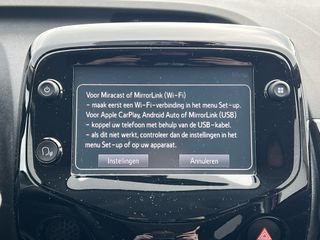 Voor Miracast of MirrorLink (Wi-Fi)
– maak eerst een Wi-Fi-verbinding in het menu Set-up.
Voor Apple CarPlay, Android Auto of MirrorLink (USB)
– koppel uw telefoon met behulp van de USB-kabel.
– als dit niet werkt, controleer dan de instellingen in het
menu Set-up of op uw apparaat.
Instellingen
Annuleren